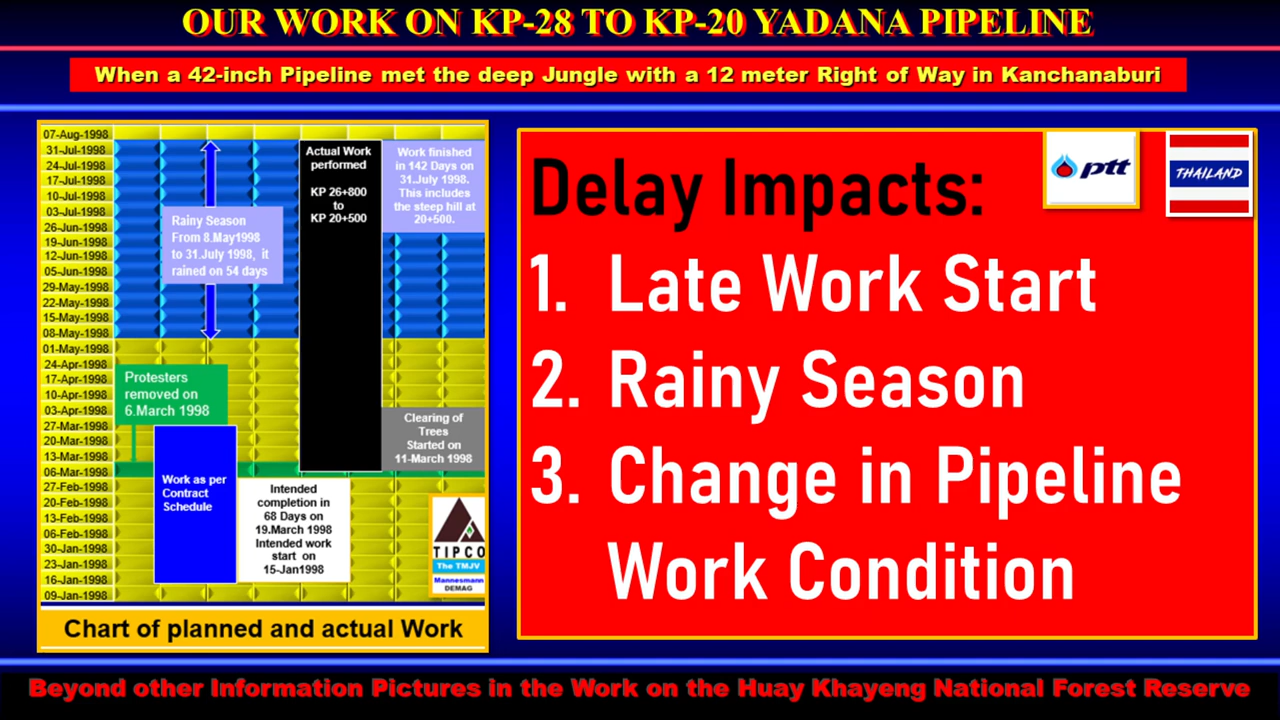 OUR WORK ON KP-28 TO KP-20 YADANA PIPELINE
When a 42-inch Pipeline met the deep Jungle with a 12 meter Right of Way in Kanchanaburi
07-Aug-1998
31-Jul-1998
24-Jul-1998
17-Jul-1998
10-Jul-1998
03-Jul-1998
26-Jun-1998
19-Jun-1998
12-Jun-1998
05-Jun-1998
29-May-1998
22-May-1998
15-May-1998
08-May-1998
01-May-1998
24-Apr-1998
17-Apr-1998
10-Apr-1998
03-Apr-1998
27-Mar-1998
20-Mar-1998
13-Mar-1998
06-Mar-1998
27-Feb-1998
20-Feb-1998
13-Feb-1998
06-Feb-1998
30-Jan-1998
23-Jan-1998
16-Jan-1998
09-Jan-1998
Rainy Season
From 8.May1998
to 31.July 1998, it
rained on 54 days
Actual Work
performed
KP 26+800
to
KP 20+500
Work finished
in 142 Days on
31.July 1998.
This includes
the steep hill at
20+500.
Protesters
removed on
6.March 1998
Clearing of
Trees
Started on
11-March 1998
Work as per
Contract
Schedule
Intended
completion in
68 Days on
19.March 1998
Intended work
start on
15-Jan1998
TIPCO
The TMJV
Mannesmann
DEMAG
Chart of planned and actual Work
Delay Impacts:
ptt
THAILAND
1. Late Work Start
2. Rainy Season
3. Change in Pipeline
Work Condition
Beyond other Information Pictures in the Work on the Huay Khayeng National Forest Reserve